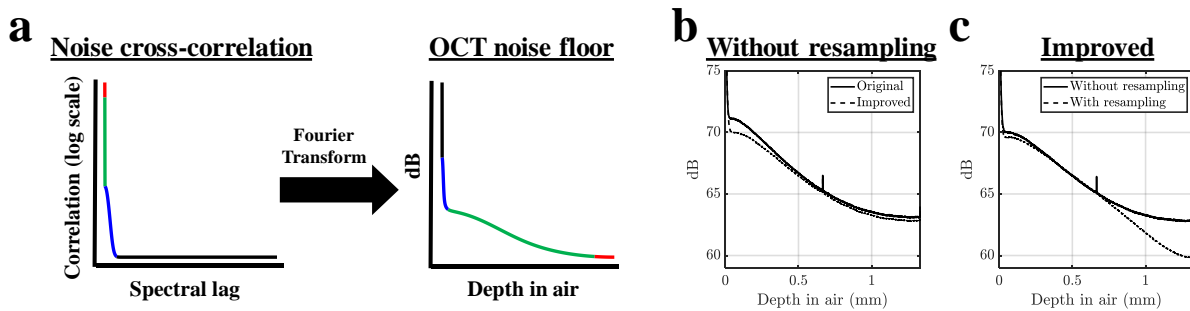 a
Noise cross-correlation
Correlation (log scale)
Spectral lag
Fourier
Transform
OCT noise floor
dB
Depth in air
b
Without resampling
75
70
65
60
dB
Original
Improved
0
0.5
1
Depth in air (mm)
c
Improved
75
70
65
60
dB
Without resampling
With resampling
0
0.5
1
Depth in air (mm)